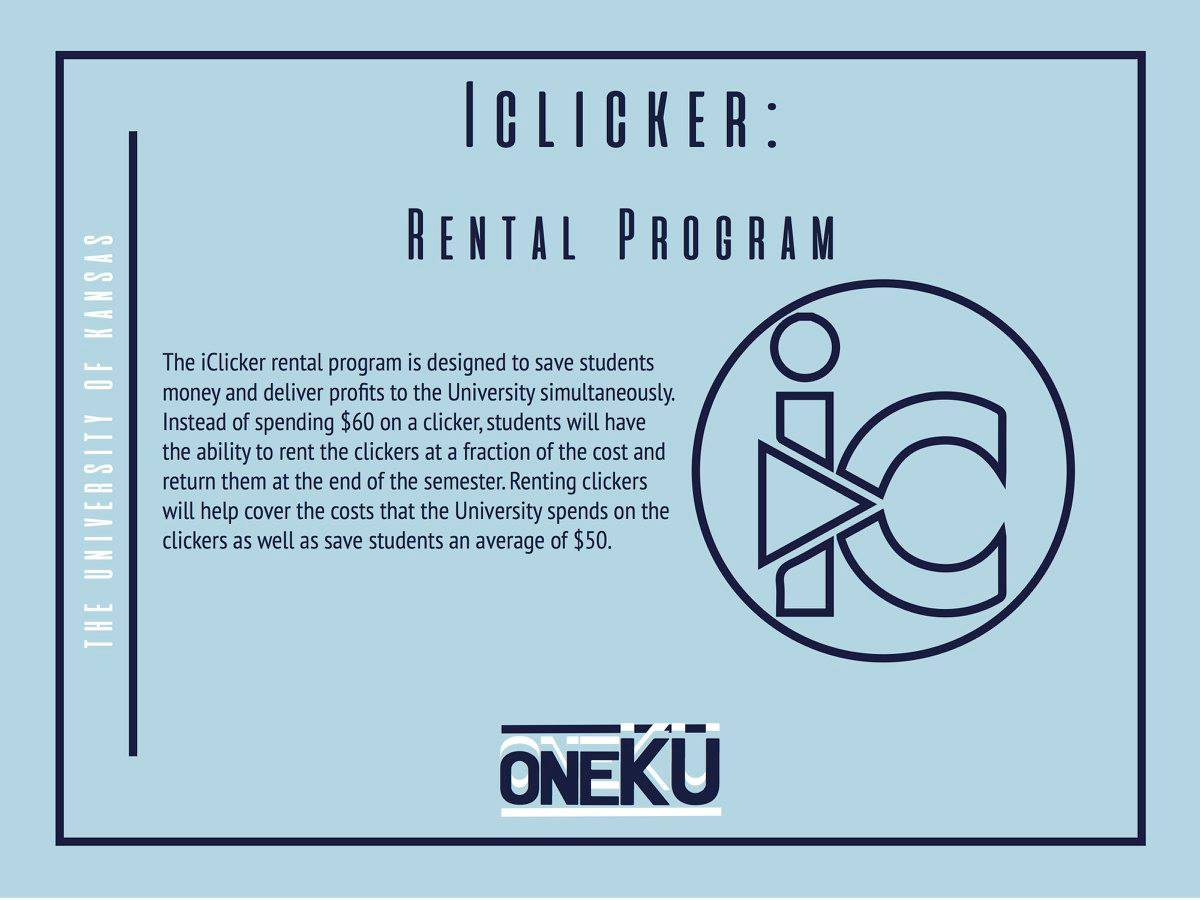 Iclicker:
Rental Program
THE UNIVERSITY OF KANSAS
The iClicker rental program is designed to save students
money and deliver profits to the University simultaneously.
Instead of spending $60 on a clicker, students will have
the ability to rent the clickers at a fraction of the cost and
return them at the end of the semester. Renting clickers
will help cover the costs that the University spends on the
clickers as well as save students an average of $50.
iC
ONEKU